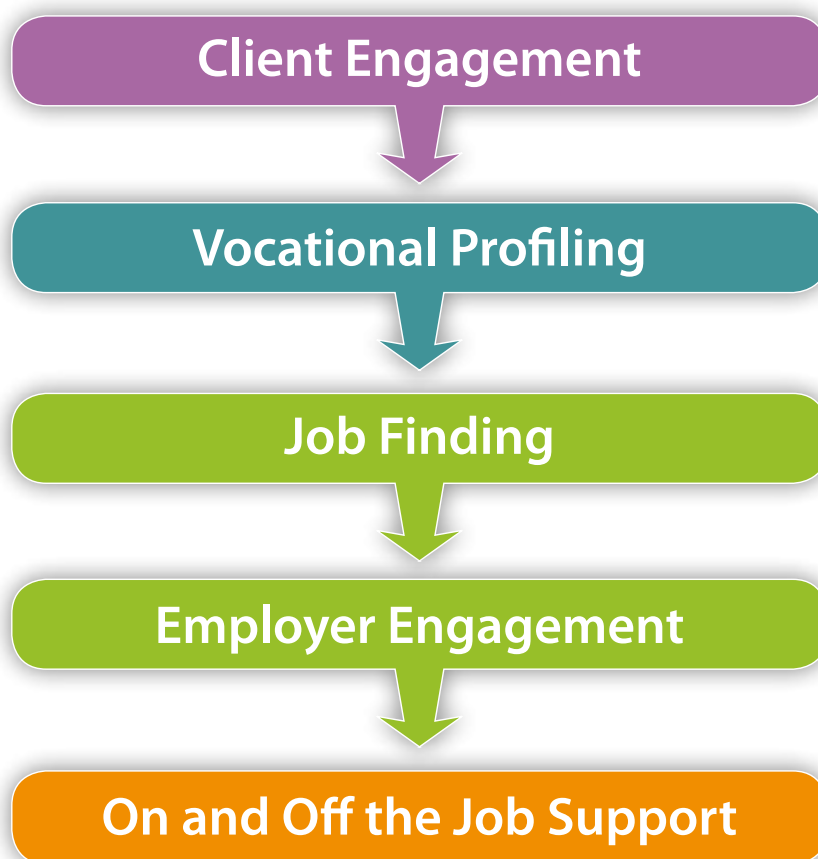 Client Engagement
Vocational Profiling
Job Finding
Employer Engagement
On and Off the Job Support